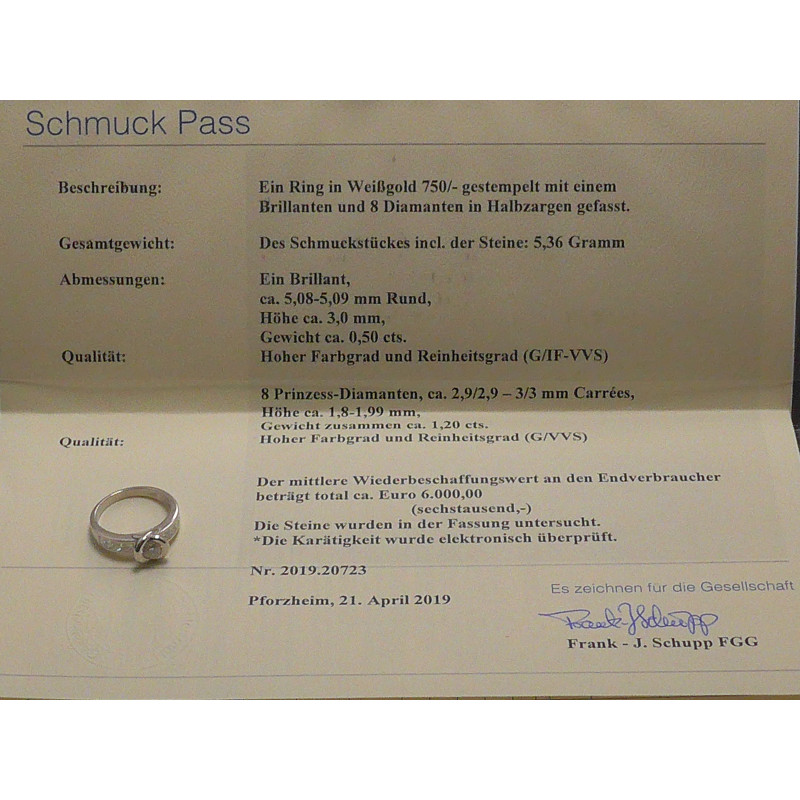 Schmuck Pass
Beschreibung: Ein Ring in Weißgold 750/- gestempelt mit einem
Brillanten und 8 Diamanten in Halbzargen gefasst.
Gesamtgewicht: Des Schmuckstückes incl. der Steine: 5,36 Gramm
Abmessungen: Ein Brillant,
ca. 5,08-5,09 mm Rund,
Höhe ca. 3,0 mm,
Gewicht ca. 0,50 cts.
Qualität: Hoher Farbgrad und Reinheitsgrad (G/IF-VVS)
8 Prinzess-Diamanten, ca. 2,9/2,9 – 3/3 mm Carrées,
Höhe ca. 1,8-1,99 mm,
Gewicht zusammen ca. 1,20 cts.
Qualität: Hoher Farbgrad und Reinheitsgrad (G/VVS)
Der mittlere Wiederbeschaffungswert an den Endverbraucher
beträgt total ca. Euro 6.000,00
(sechstausend,-)
Die Steine wurden in der Fassung untersucht.
*Die Karätigkeit wurde elektronisch überprüft.
Nr. 2019.20723
Pforzheim, 21. April 2019
Es zeichnen für die Gesellschaft
Frank-J Schupp
Frank - J. Schupp FGG